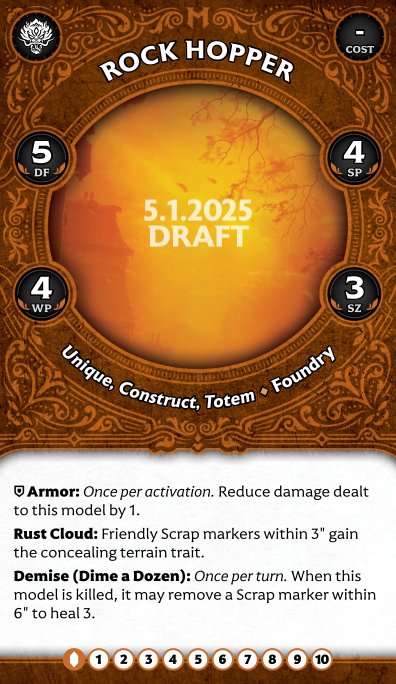 ROCK HOPPER
-
COST
5
DF
4
SP
5.1.2025
DRAFT
4
WP
3
SZ
Unique, Construct, Totem ⬥ Foundry
Armor: Once per activation. Reduce damage dealt
to this model by 1.
Rust Cloud: Friendly Scrap markers within 3" gain
the concealing terrain trait.
Demise (Dime a Dozen): Once per turn. When this
model is killed, it may remove a Scrap marker within
6" to heal 3.
1 2 3 4 5 6 7 8 9 10